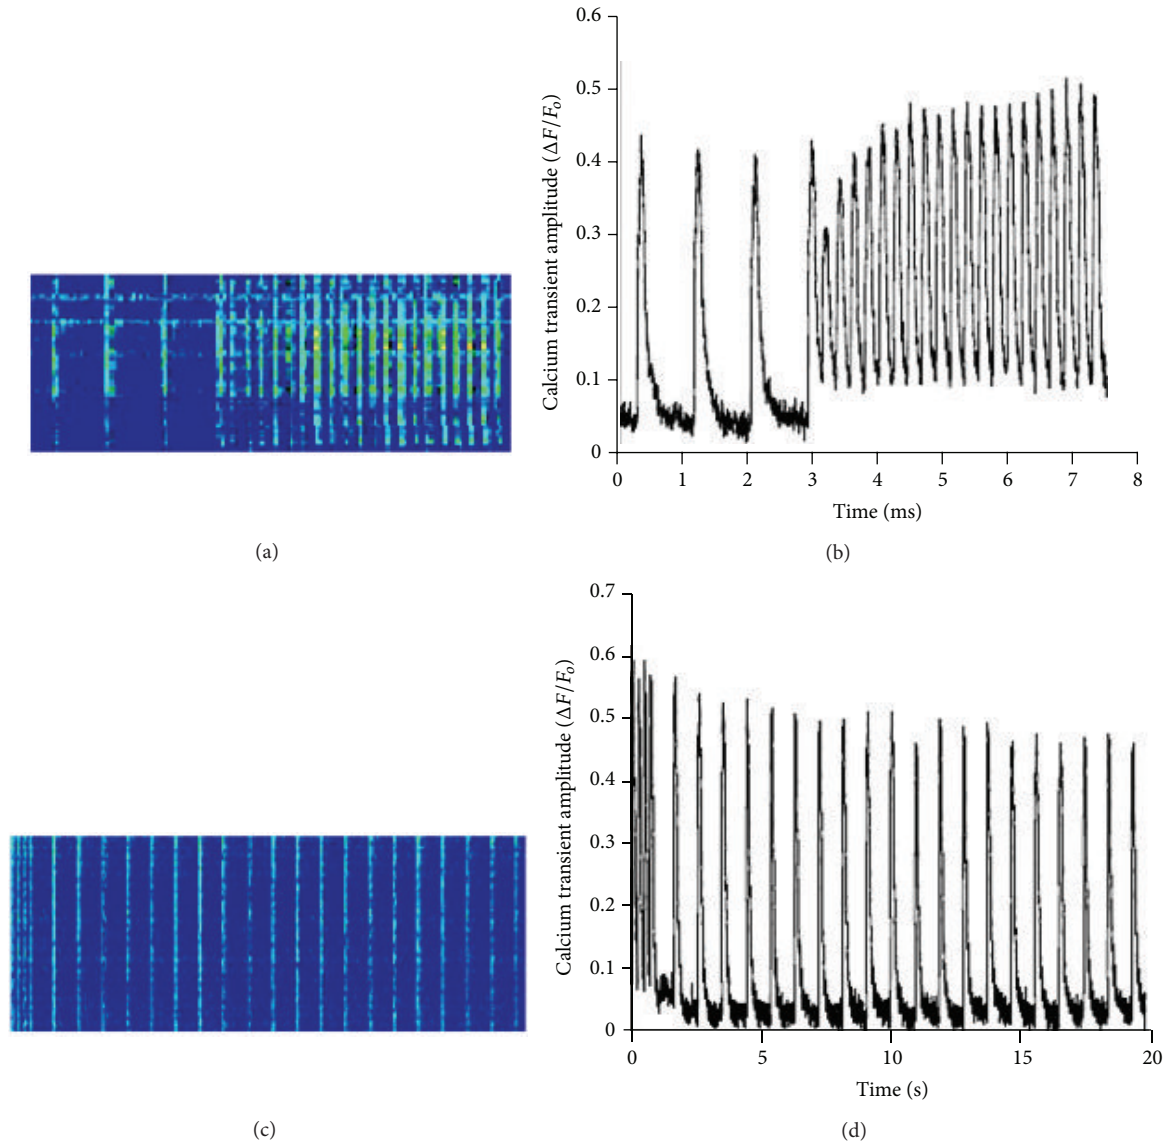 0.6
0.5
0.4
0.3
0.2
0.1
0
Calcium transient amplitude (ΔF/Fo)
0 1 2 3 4 5 6 7 8
Time (ms)
(a)
(b)
0.7
0.6
0.5
0.4
0.3
0.2
0.1
0
Calcium transient amplitude (ΔF/Fo)
0 5 10 15 20
Time (s)
(c)
(d)